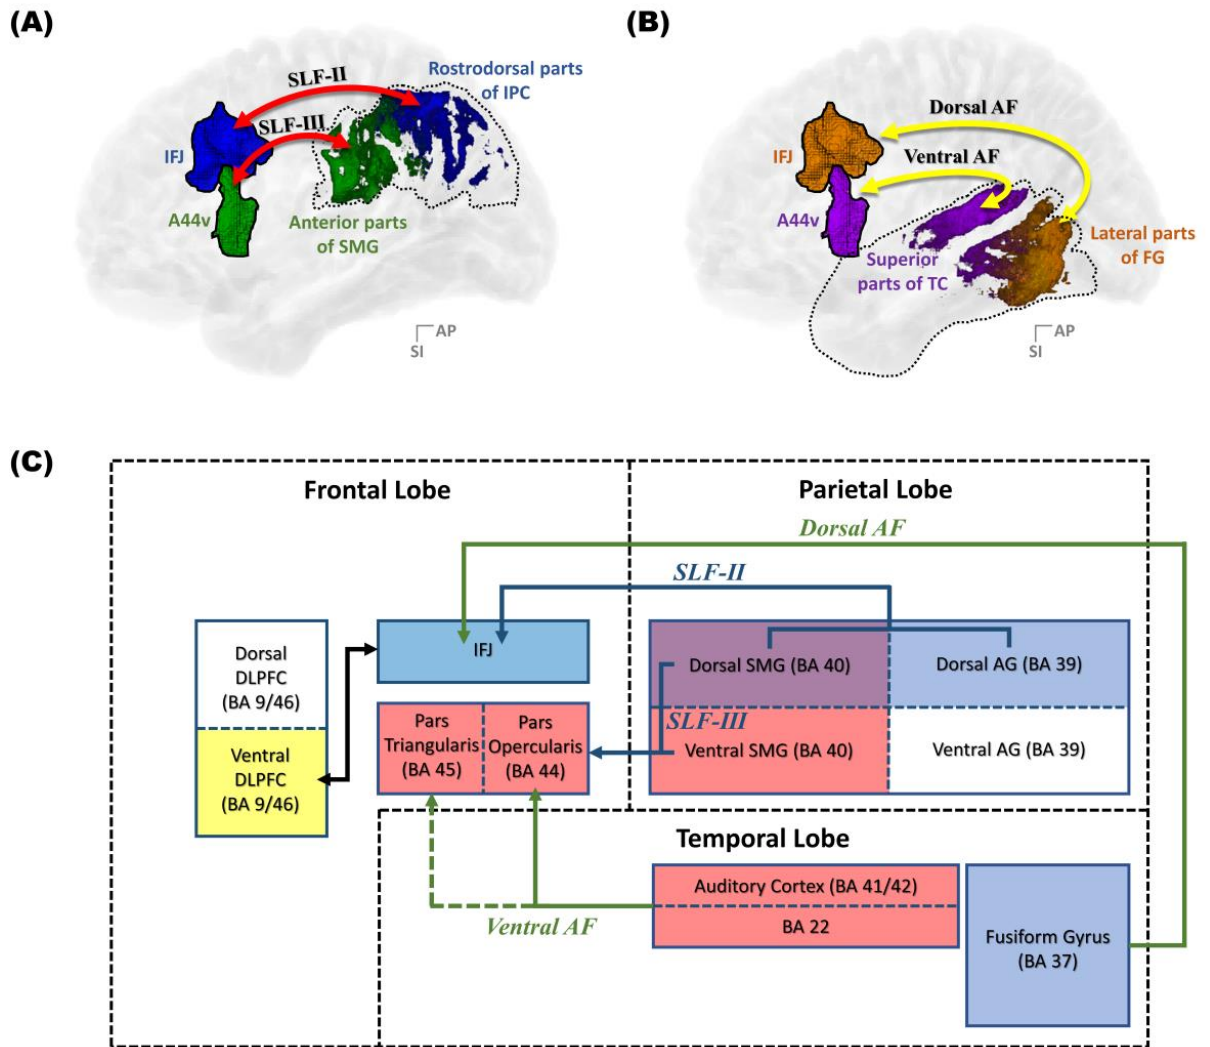 (A)
SLF-II
Rostrodorsal parts
of IPC
SLF-III
IFJ
A44v
Anterior parts
of SMG
AP
SI
(B)
Dorsal AF
IFJ
Ventral AF
A44v
Superior
parts of TC
Lateral parts
of FG
AP
SI
(C)
Frontal Lobe
Parietal Lobe
Dorsal AF
SLF-II
Dorsal
DLPFC
(BA 9/46)
Ventral
DLPFC
(BA 9/46)
IFJ
Pars
Triangularis
(BA 45)
Pars
Opercularis
(BA 44)
Dorsal SMG (BA 40)
Dorsal AG (BA 39)
SLF-III
Ventral SMG (BA 40)
Ventral AG (BA 39)
Temporal Lobe
Auditory Cortex (BA 41/42)
BA 22
Ventral AF
Fusiform Gyrus
(BA 37)